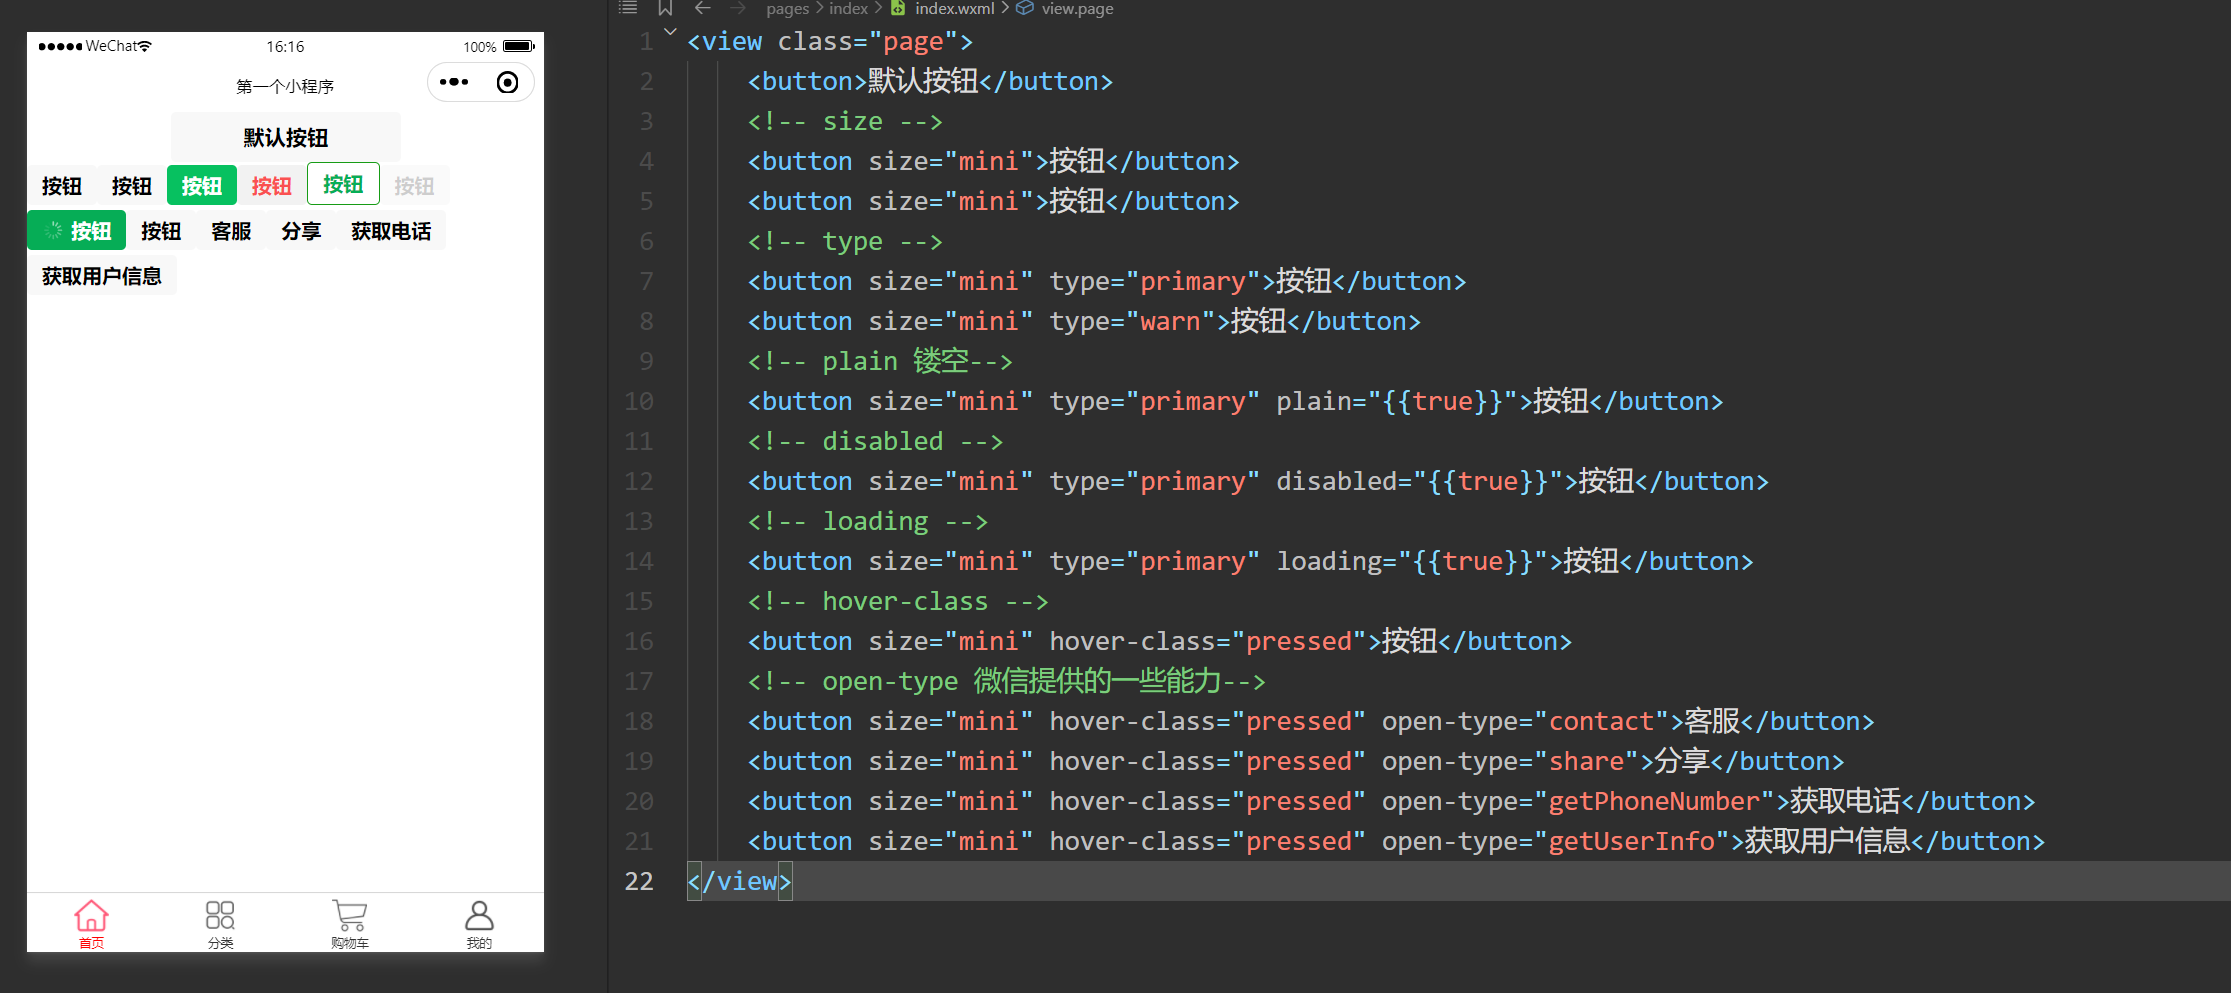 WeChat 16:16 100%
第一个小程序
默认按钮
按钮 按钮 按钮 按钮 按钮 按钮
按钮 按钮 客服 分享 获取电话
获取用户信息
首页 分类 购物车 我的
pages > index > index.wxml > view.page
1 <view class="page">
2 <button>默认按钮</button>
3 <!-- size -->
4 <button size="mini">按钮</button>
5 <button size="mini">按钮</button>
6 <!-- type -->
7 <button size="mini" type="primary">按钮</button>
8 <button size="mini" type="warn">按钮</button>
9 <!-- plain 镂空-->
10 <button size="mini" type="primary" plain="{{true}}">按钮</button>
11 <!-- disabled -->
12 <button size="mini" type="primary" disabled="{{true}}">按钮</button>
13 <!-- loading -->
14 <button size="mini" type="primary" loading="{{true}}">按钮</button>
15 <!-- hover-class -->
16 <button size="mini" hover-class="pressed">按钮</button>
17 <!-- open-type 微信提供的一些能力-->
18 <button size="mini" hover-class="pressed" open-type="contact">客服</button>
19 <button size="mini" hover-class="pressed" open-type="share">分享</button>
20 <button size="mini" hover-class="pressed" open-type="getPhoneNumber">获取电话</button>
21 <button size="mini" hover-class="pressed" open-type="getUserInfo">获取用户信息</button>
22 </view>